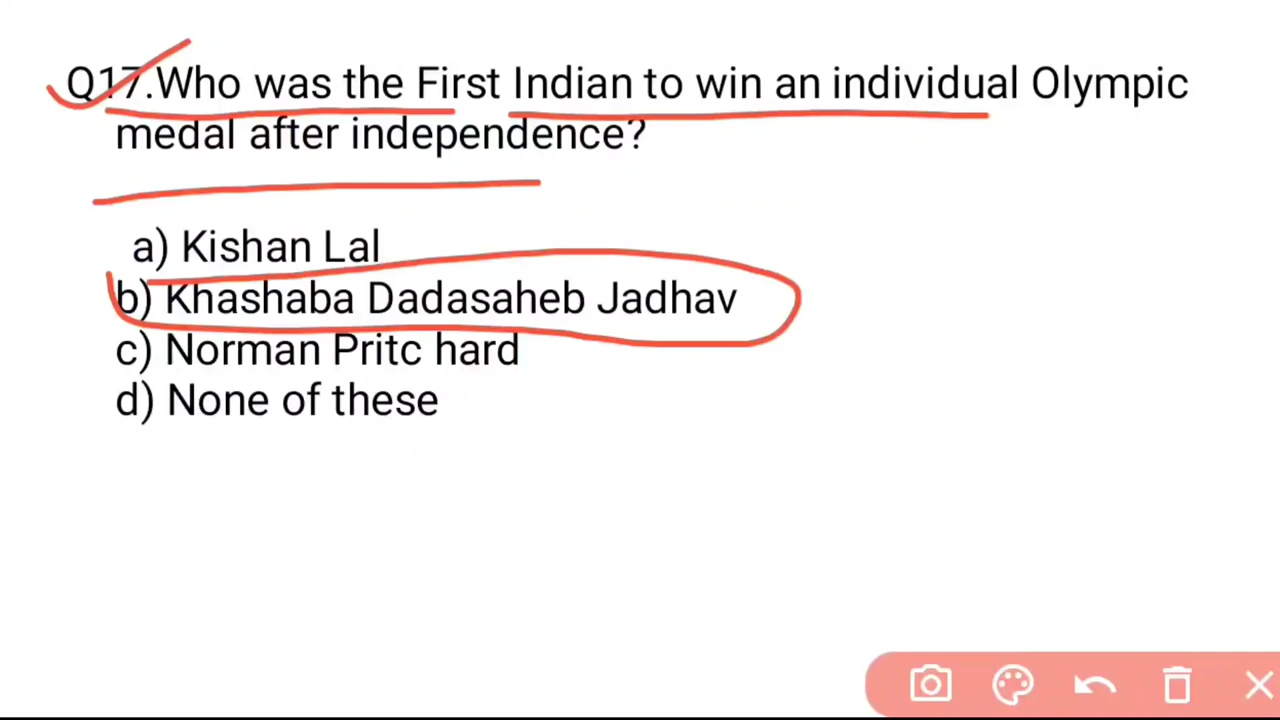 Q17.Who was the First Indian to win an individual Olympic
medal after independence?
a) Kishan Lal
b) Khashaba Dadasaheb Jadhav
c) Norman Pritc hard
d) None of these